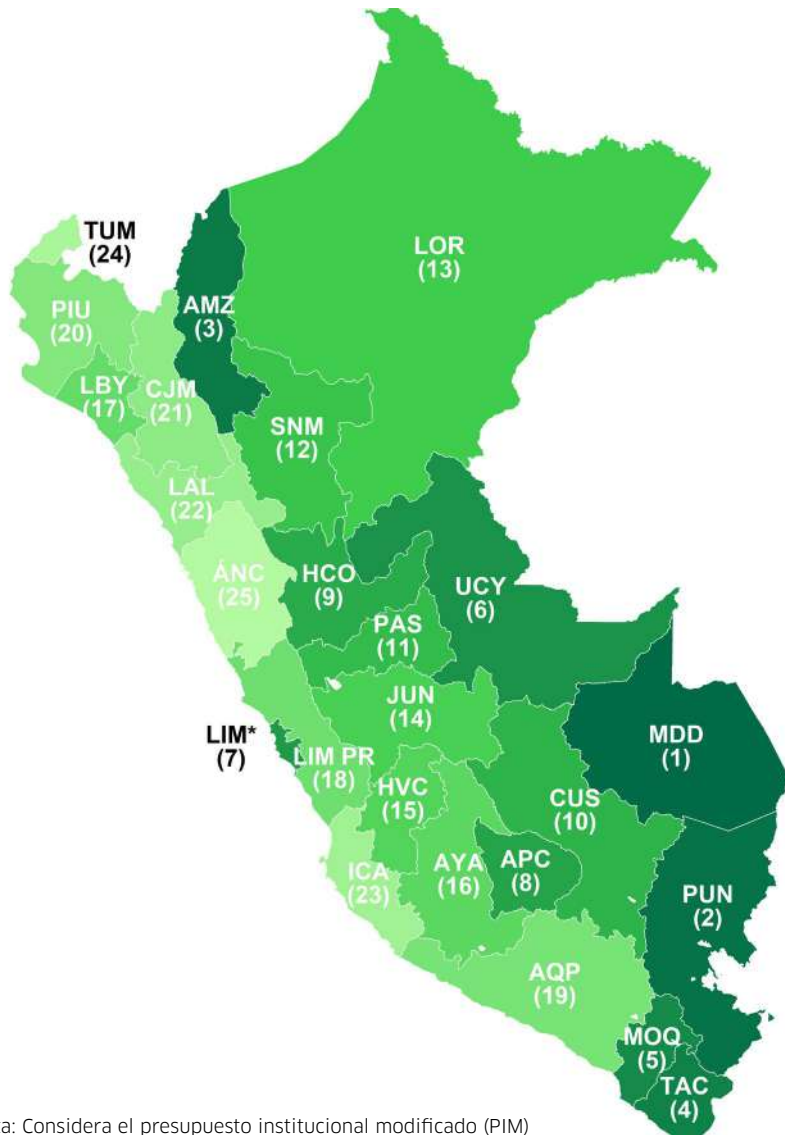 TUM
(24)
LOR
(13)
AMZ
(3)
PIU
(20)
LBY
(17)
CJM
(21)
SNM
(12)
LAL
(22)
ÁNC
(25)
HCO
(9)
UCY
(6)
PAS
(11)
JUN
(14)
MDD
(1)
LIM*
(7)
LIM PR
(18)
HVC
(15)
CUS
(10)
AYA
(16)
APC
(8)
ICA
(23)
PUN
(2)
AQP
(19)
MOQ
(5)
TAC
(4)
ta: Considera el presupuesto institucional modificado (PIM)